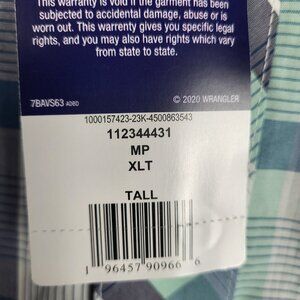 This warranty is void if the garment has been
subjected to accidental damage, abuse or is
worn out. This warranty gives you specific legal
rights, and you may also have rights which vary
from state to state.
7BAVS63 © 2020 WRANGLER
1000157423-23K-4500863543
112344431
MP
XLT
TALL
1 96457 90966 6